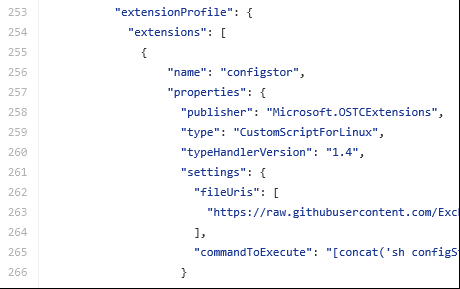 253 "extensionProfile": {
254 "extensions": [
255 {
256 "name": "configstor",
257 "properties": {
258 "publisher": "Microsoft.OSTCExtensions",
259 "type": "CustomScriptForLinux",
260 "typeHandlerVersion": "1.4",
261 "settings": {
262 "fileUris": [
263 "https://raw.githubusercontent.com/Exc
264 ],
265 "commandToExecute": "[concat('sh configS
266 }